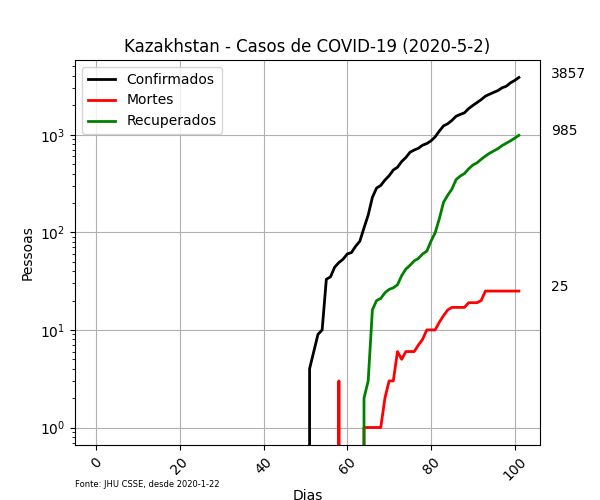 Kazakhstan - Casos de COVID-19 (2020-5-2)
Confirmados
Mortes
Recuperados
3857
985
25
10³
10²
10¹
10⁰
Pessoas
0 20 40 60 80 100
Fonte: JHU CSSE, desde 2020-1-22
Dias